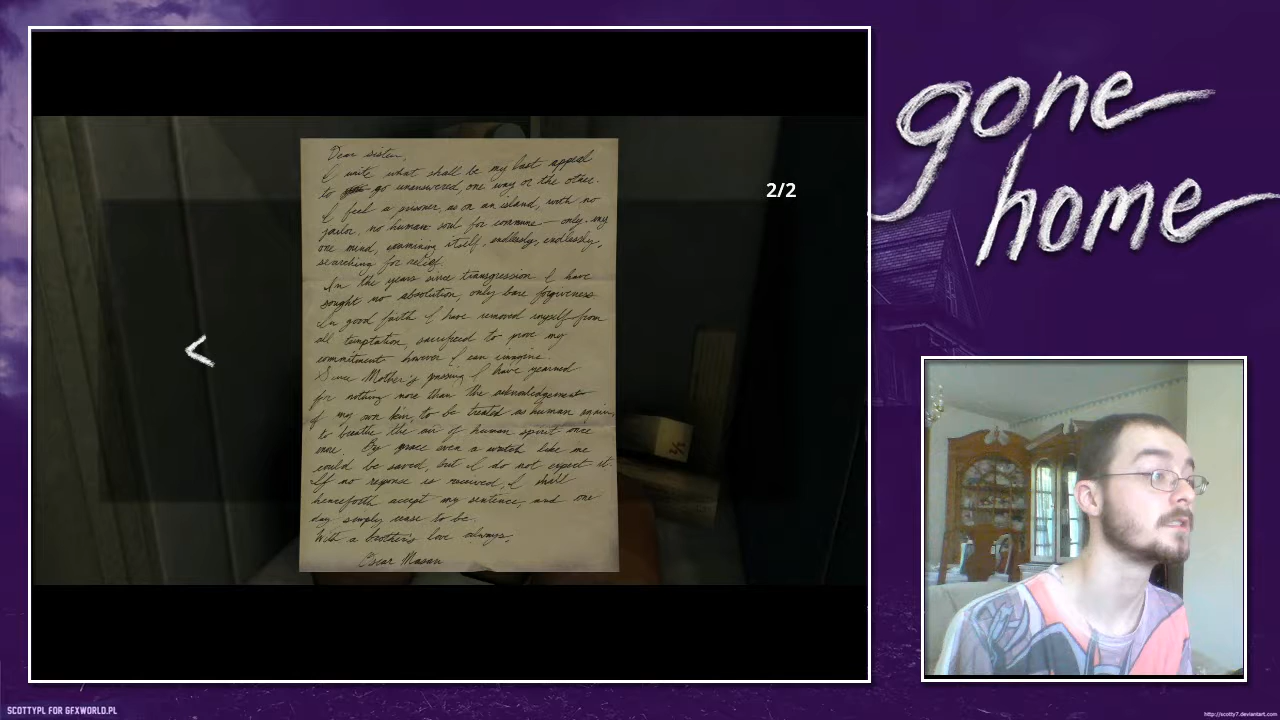 gone
home
2/2
Dear sister,
I write what shall be my last appeal
to go unanswered, one way or the other.
I feel a prisoner, as on an island, with no
jailor, no human soul for commune — only my
own mind, examining itself, endlessly, endlessly,
searching for relief.
In the years since transgression I have
sought no absolution, only bare forgiveness
In good faith I have removed myself from
all temptation, sacrificed to prove my
commitment however I can imagine.
Since Mother's passing I have yearned
for nothing more than the acknowledgement
of my own kin, to be treated as human again,
to breathe the air of human spirit once
more. By grace even a wretch like me
could be saved, but I do not expect it.
If no response is received, I shall
henceforth accept my sentence, and one
day simply cease to be.
With a brother's love always,
Oscar Masan
SCOTTYPL FOR GFXWORLD.PL
http://scotty7.deviantart.com